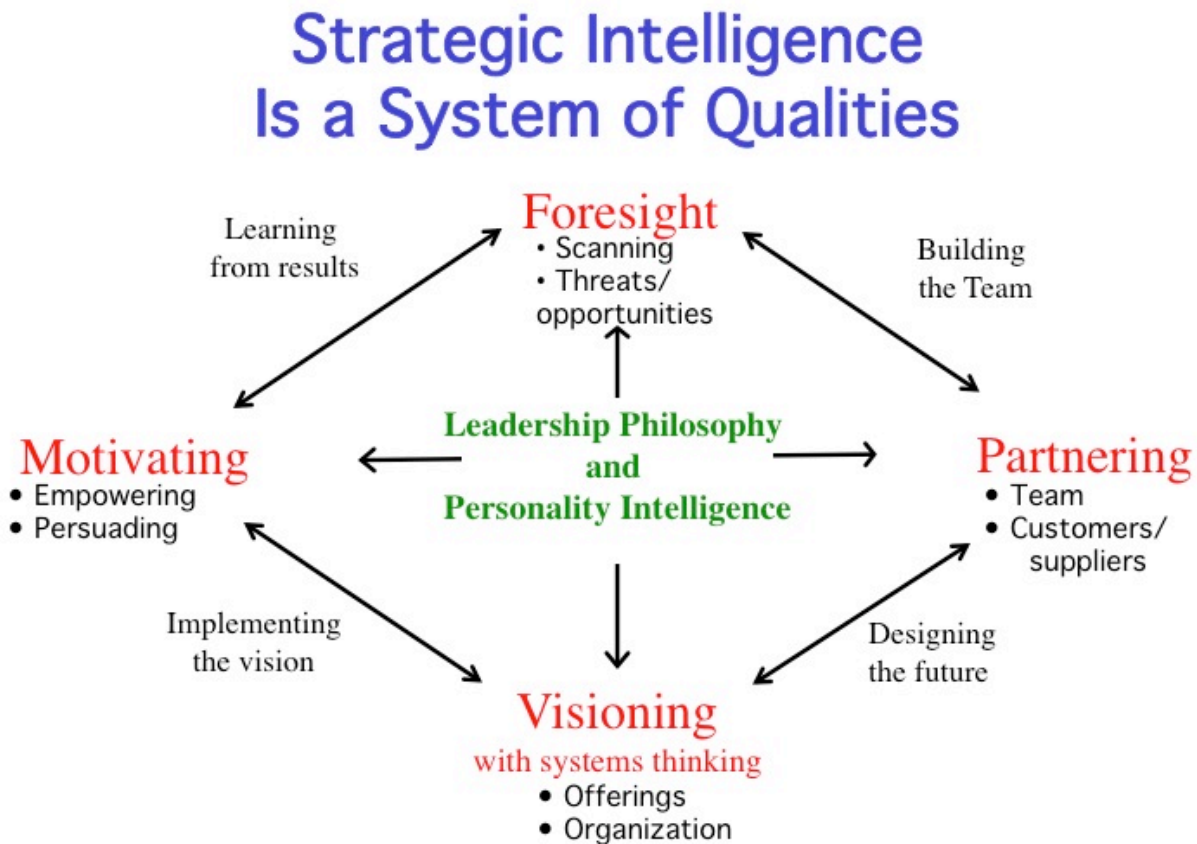 Strategic Intelligence
Is a System of Qualities
Foresight
• Scanning
• Threats/
opportunities
Learning
from results
Building
the Team
Leadership Philosophy
and
Personality Intelligence
Motivating
• Empowering
• Persuading
Partnering
• Team
• Customers/
suppliers
Implementing
the vision
Designing
the future
Visioning
with systems thinking
• Offerings
• Organization